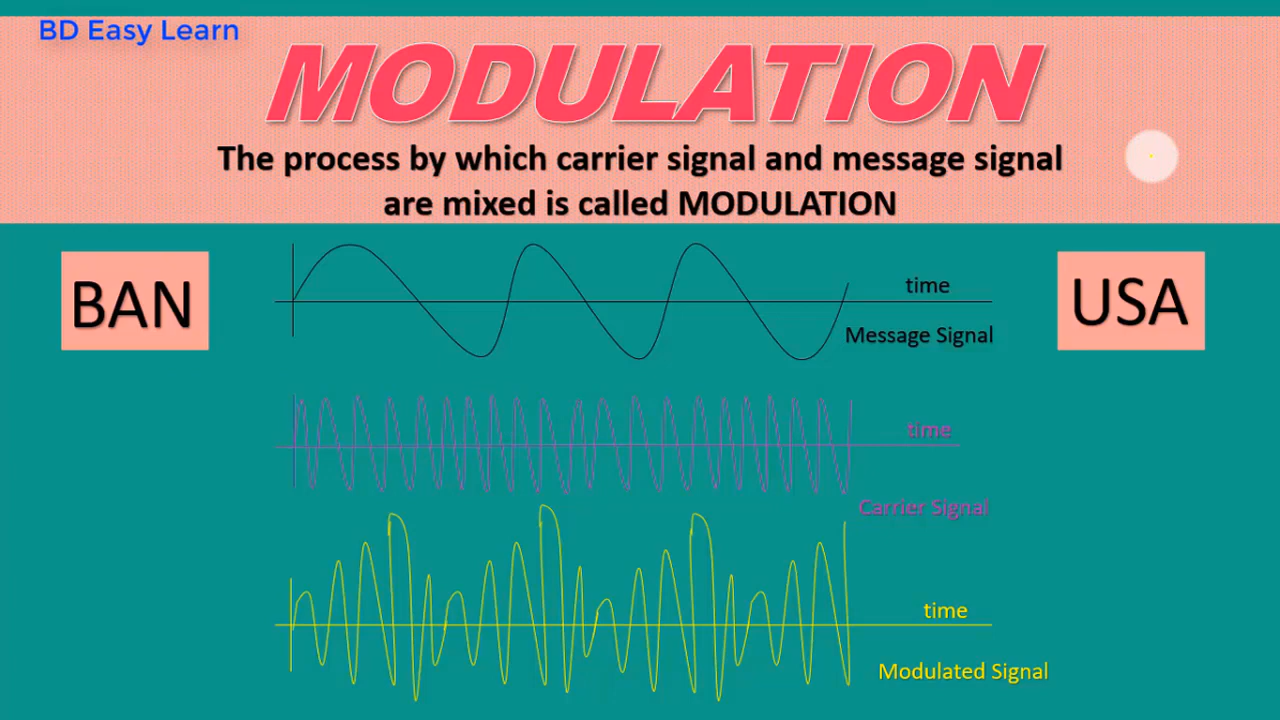 BD Easy Learn
MODULATION
The process by which carrier signal and message signal
are mixed is called MODULATION
BAN
USA
time
Message Signal
time
Carrier Signal
time
Modulated Signal